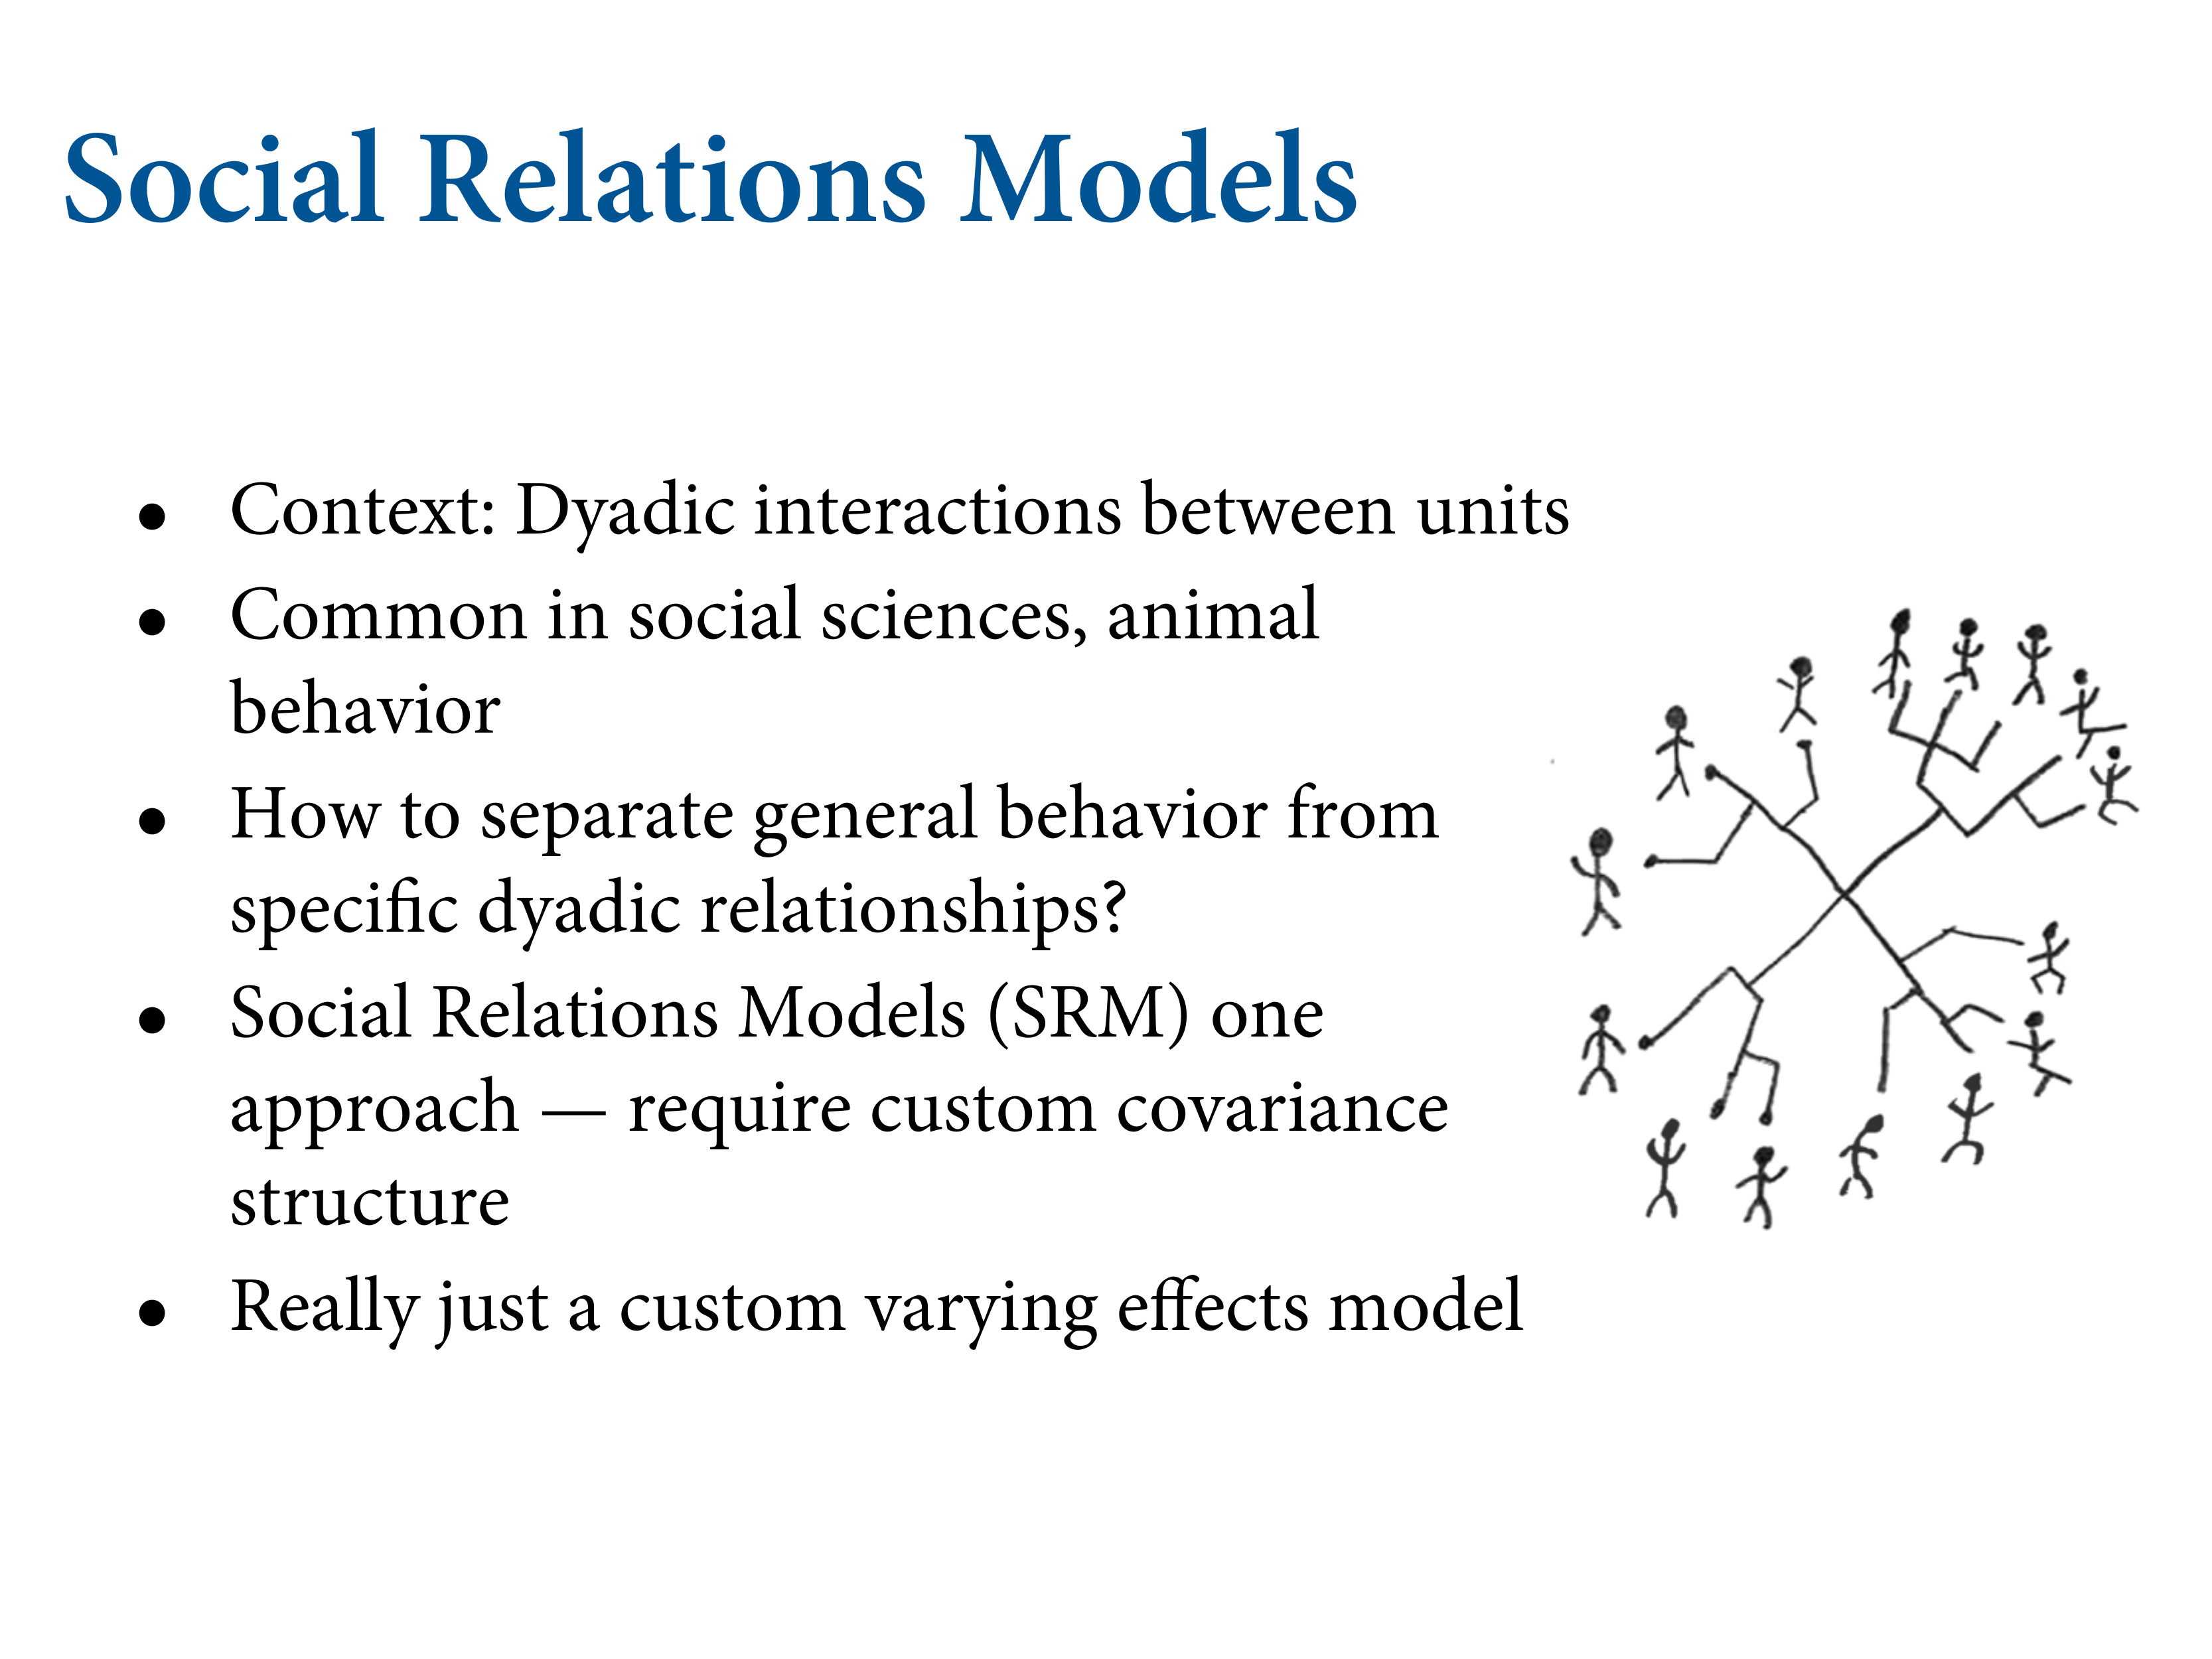 Social Relations Models
• Context: Dyadic interactions between units
• Common in social sciences, animal
behavior
• How to separate general behavior from
specific dyadic relationships?
• Social Relations Models (SRM) one
approach — require custom covariance
structure
• Really just a custom varying effects model